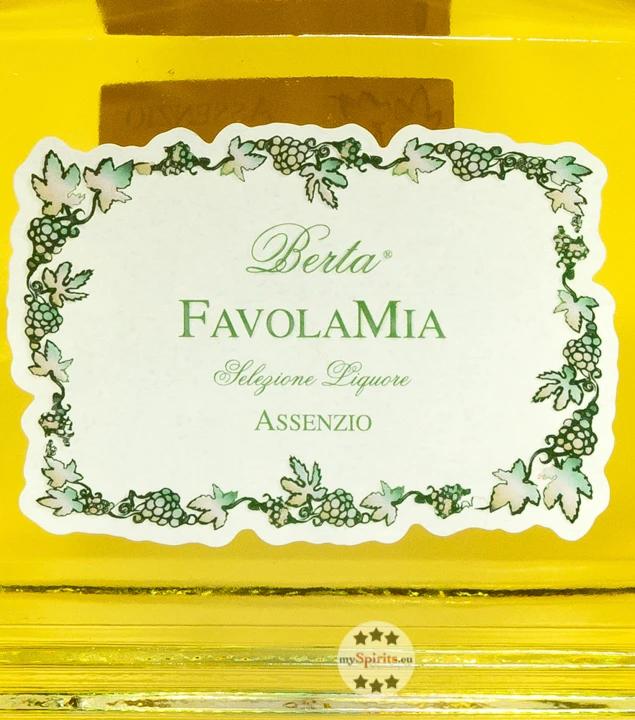 Berta®
FAVOLAMIA
Selezione Liquore
ASSENZIO
mySpirits.eu